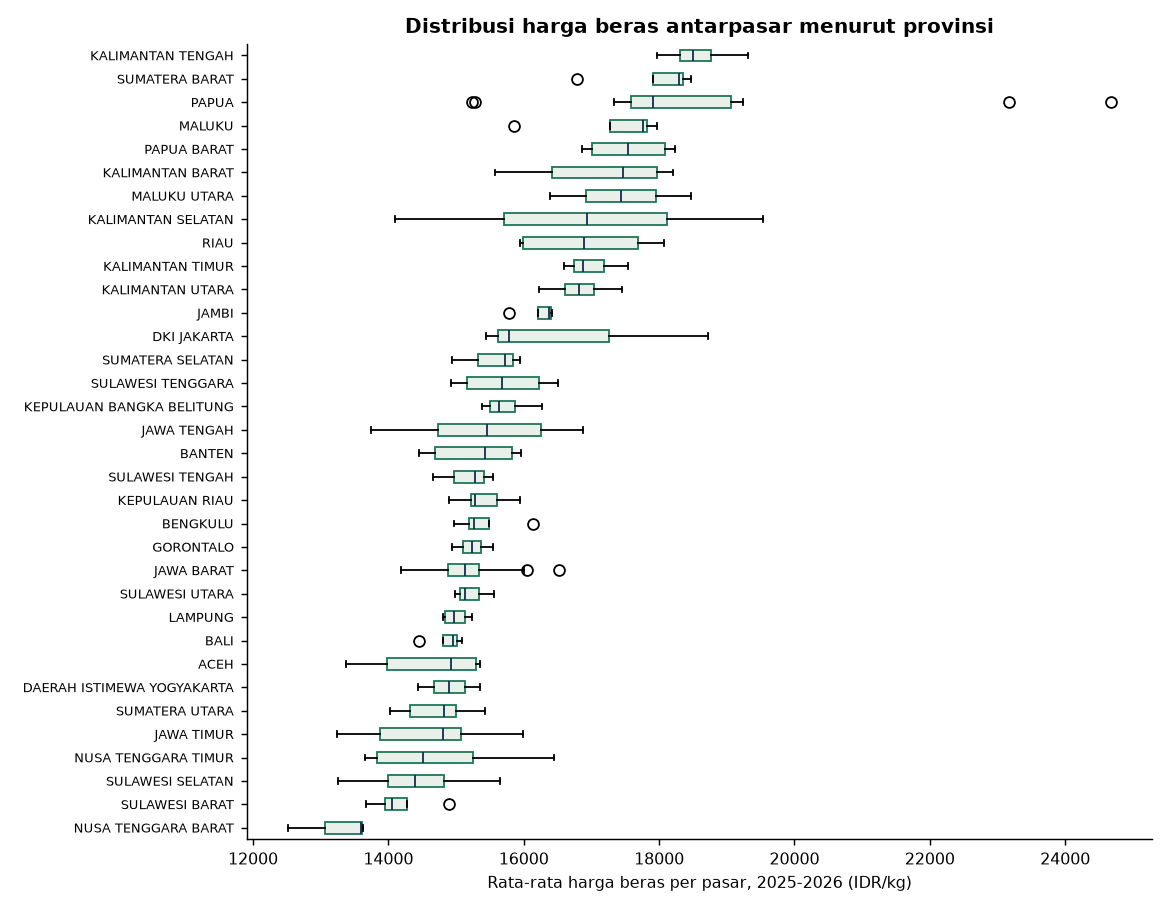 Distribusi harga beras antarpasar menurut provinsi
KALIMANTAN TENGAH
SUMATERA BARAT
PAPUA
MALUKU
PAPUA BARAT
KALIMANTAN BARAT
MALUKU UTARA
KALIMANTAN SELATAN
RIAU
KALIMANTAN TIMUR
KALIMANTAN UTARA
JAMBI
DKI JAKARTA
SUMATERA SELATAN
SULAWESI TENGGARA
KEPULAUAN BANGKA BELITUNG
JAWA TENGAH
BANTEN
SULAWESI TENGAH
KEPULAUAN RIAU
BENGKULU
GORONTALO
JAWA BARAT
SULAWESI UTARA
LAMPUNG
BALI
ACEH
DAERAH ISTIMEWA YOGYAKARTA
SUMATERA UTARA
JAWA TIMUR
NUSA TENGGARA TIMUR
SULAWESI SELATAN
SULAWESI BARAT
NUSA TENGGARA BARAT
12000 14000 16000 18000 20000 22000 24000
Rata-rata harga beras per pasar, 2025-2026 (IDR/kg)